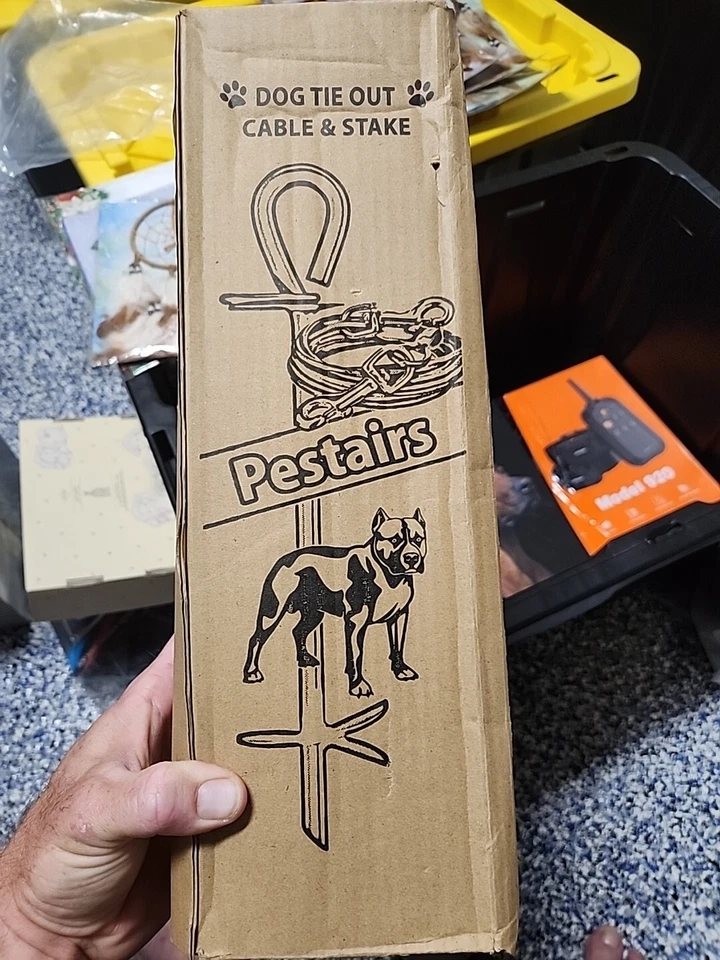 DOG TIE OUT
CABLE & STAKE
Pestairs
Model 920